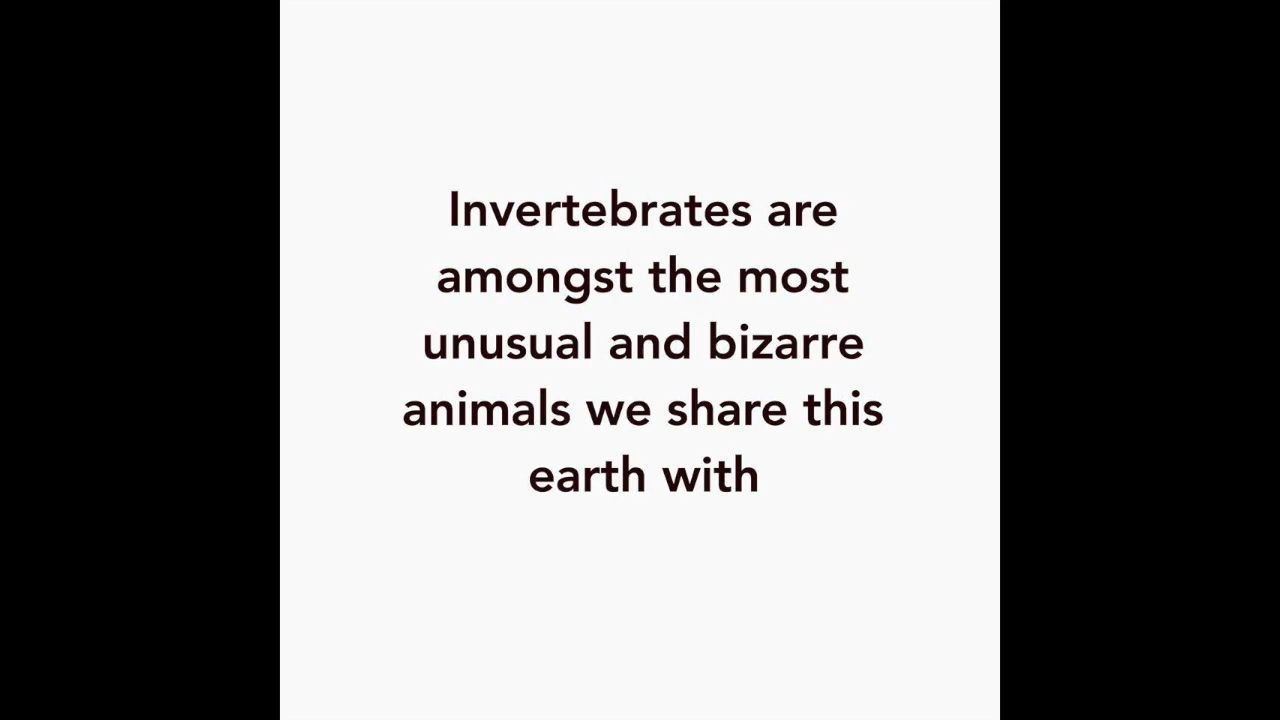 Invertebrates are
amongst the most
unusual and bizarre
animals we share this
earth with